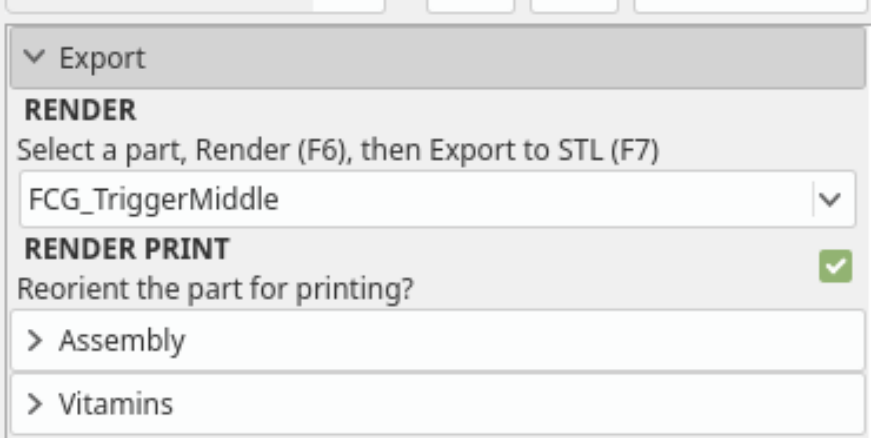 Export
RENDER
Select a part, Render (F6), then Export to STL (F7)
FCG_TriggerMiddle
RENDER PRINT
Reorient the part for printing?
Assembly
Vitamins